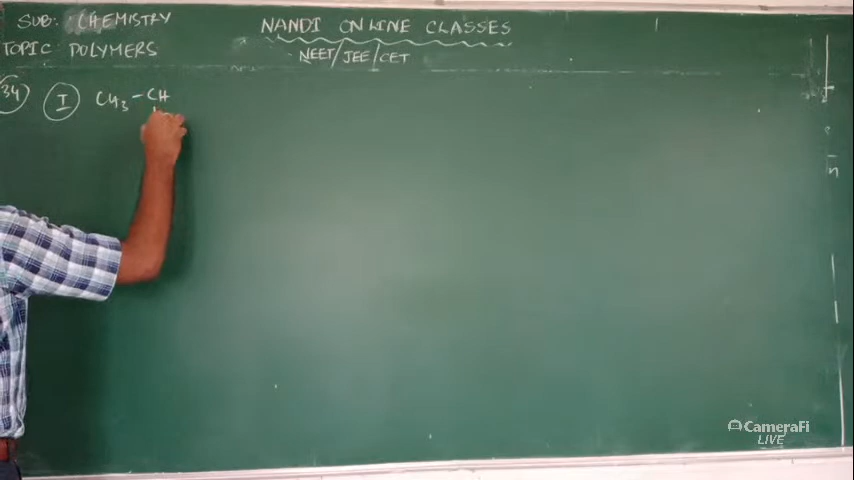 SUB: CHEMISTRY
NANDI ONLINE CLASSES
TOPIC: POLYMERS
NEET/JEE/CET
34 I CH3-CH
CameraFi
LIVE